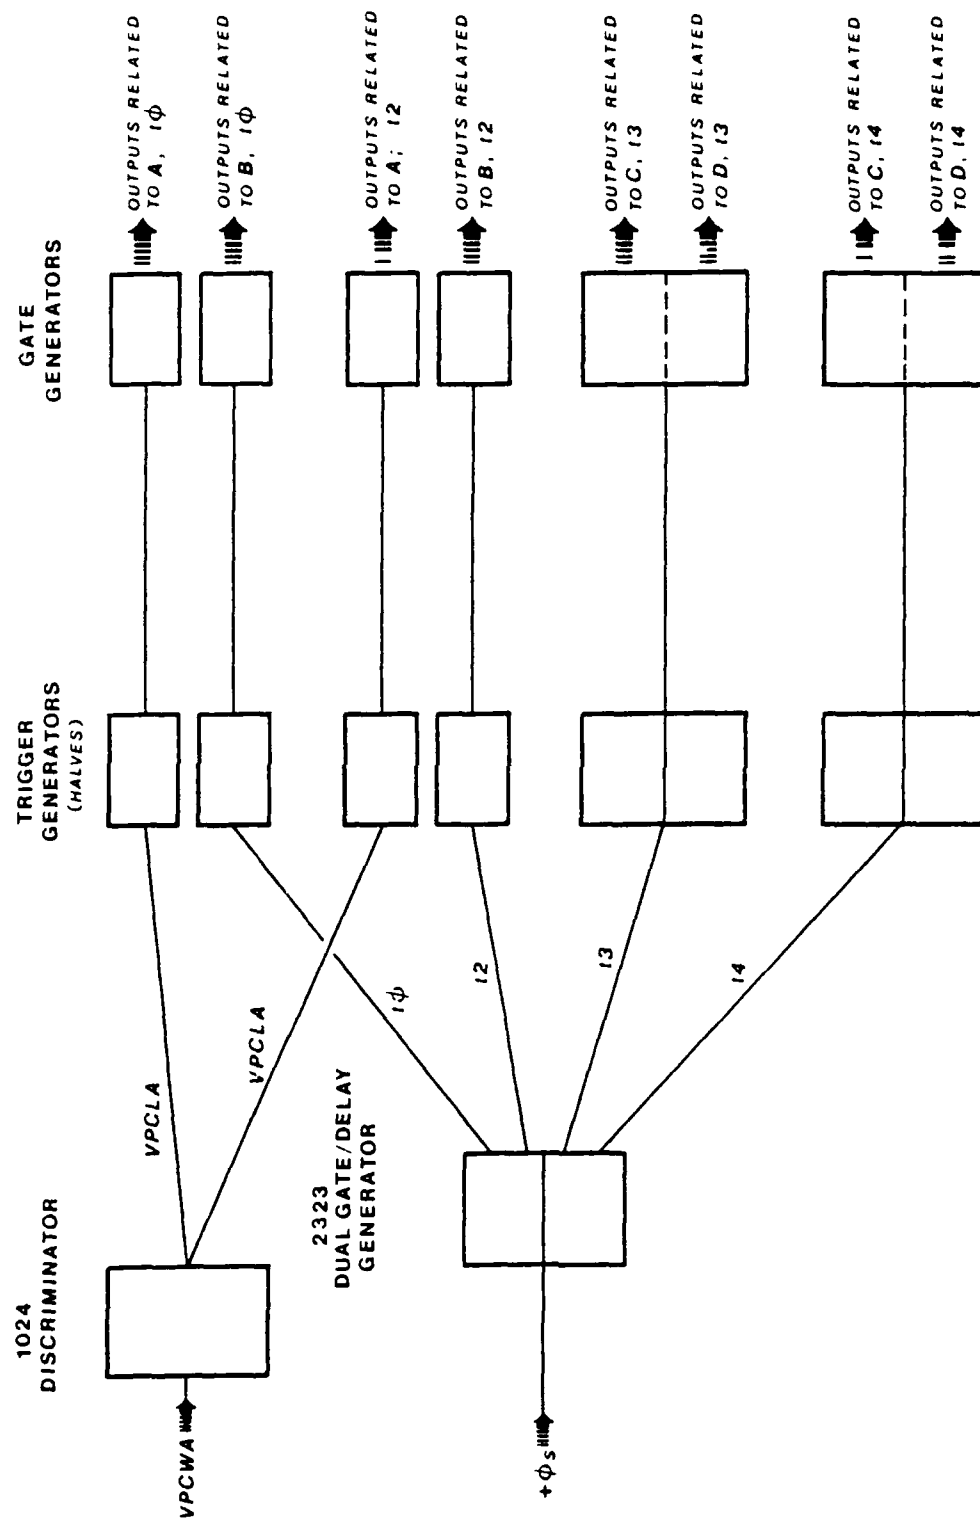 1024
DISCRIMINATOR
VPCWA
VPCLA
VPCLA
2323
DUAL GATE/DELAY
GENERATOR
+ϕs
1ϕ
12
13
14
TRIGGER
GENERATORS
(HALVES)
GATE
GENERATORS
OUTPUTS RELATED
TO A, 1ϕ
OUTPUTS RELATED
TO B, 1ϕ
OUTPUTS RELATED
TO A; 12
OUTPUTS RELATED
TO B, 12
OUTPUTS RELATED
TO C, 13
OUTPUTS RELATED
TO D, 13
OUTPUTS RELATED
TO C, 14
OUTPUTS RELATED
TO D, 14